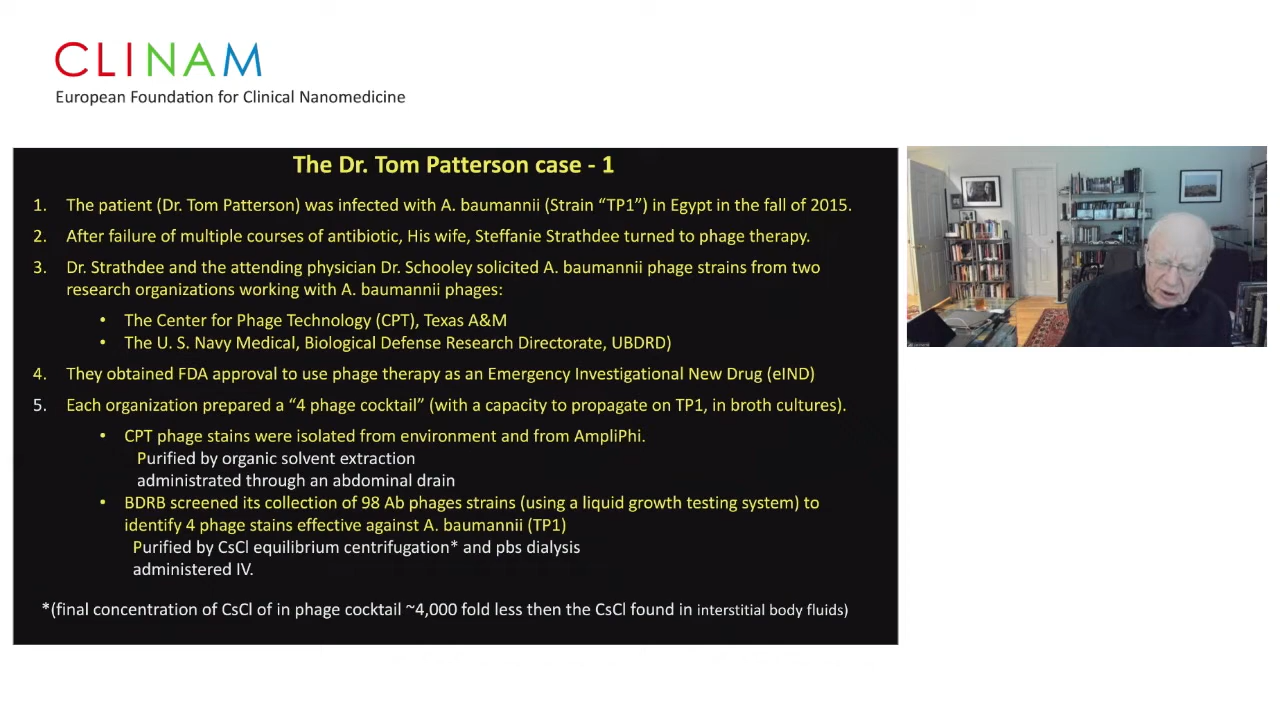 CLINAM
European Foundation for Clinical Nanomedicine
The Dr. Tom Patterson case - 1
1. The patient (Dr. Tom Patterson) was infected with A. baumannii (Strain “TP1”) in Egypt in the fall of 2015.
2. After failure of multiple courses of antibiotic, His wife, Steffanie Strathdee turned to phage therapy.
3. Dr. Strathdee and the attending physician Dr. Schooley solicited A. baumannii phage strains from two
research organizations working with A. baumannii phages:
• The Center for Phage Technology (CPT), Texas A&M
• The U. S. Navy Medical, Biological Defense Research Directorate, UBDRD)
4. They obtained FDA approval to use phage therapy as an Emergency Investigational New Drug (eIND)
5. Each organization prepared a “4 phage cocktail” (with a capacity to propagate on TP1, in broth cultures).
• CPT phage stains were isolated from environment and from AmpliPhi.
Purified by organic solvent extraction
administrated through an abdominal drain
• BDRB screened its collection of 98 Ab phages strains (using a liquid growth testing system) to
identify 4 phage stains effective against A. baumannii (TP1)
Purified by CsCl equilibrium centrifugation* and pbs dialysis
administered IV.
*(final concentration of CsCl of in phage cocktail ~4,000 fold less then the CsCl found in interstitial body fluids)